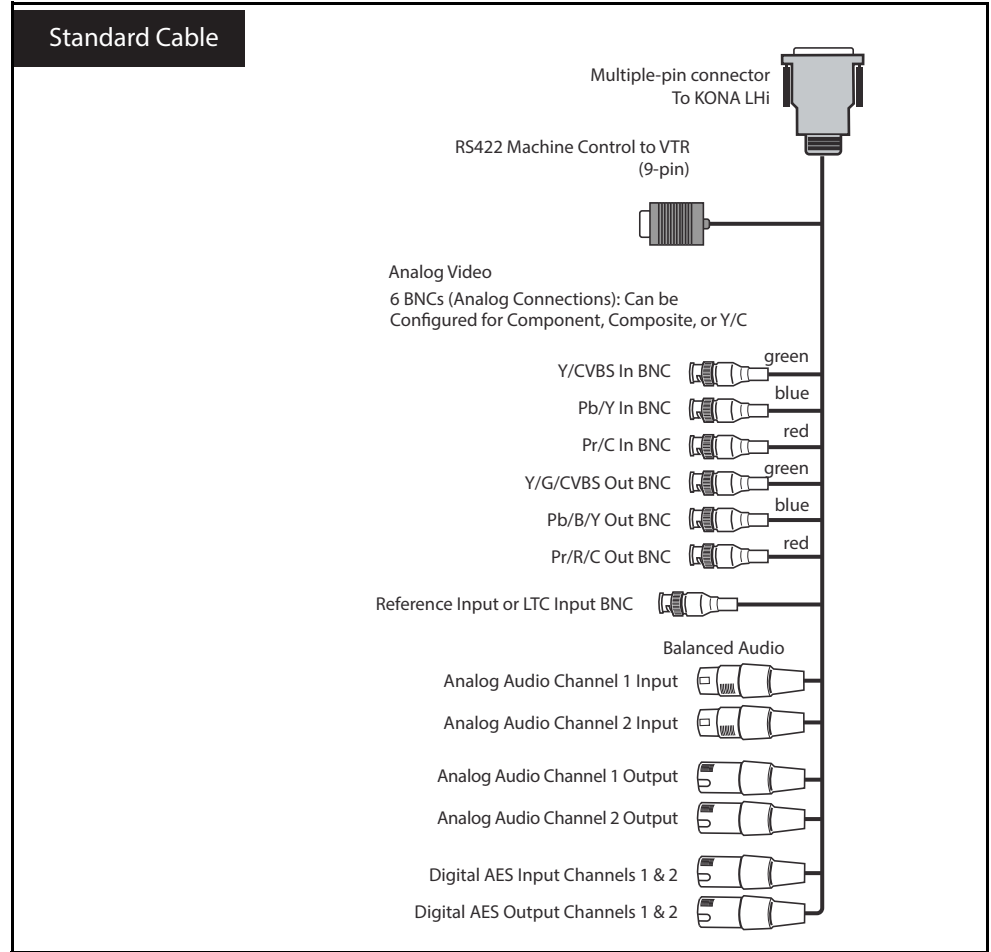 Standard Cable
Multiple-pin connector
To KONA LHi
RS422 Machine Control to VTR
(9-pin)
Analog Video
6 BNCs (Analog Connections): Can be
Configured for Component, Composite, or Y/C
Y/CVBS In BNC green
Pb/Y In BNC blue
Pr/C In BNC red
Y/G/CVBS Out BNC green
Pb/B/Y Out BNC blue
Pr/R/C Out BNC red
Reference Input or LTC Input BNC
Balanced Audio
Analog Audio Channel 1 Input
Analog Audio Channel 2 Input
Analog Audio Channel 1 Output
Analog Audio Channel 2 Output
Digital AES Input Channels 1 & 2
Digital AES Output Channels 1 & 2